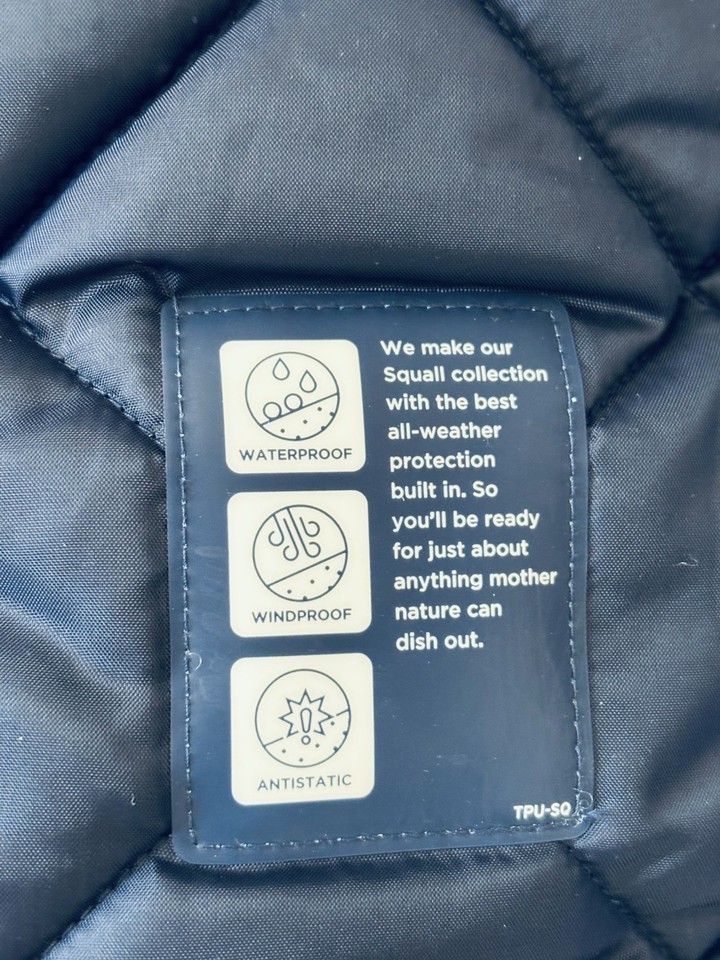 WATERPROOF
WINDPROOF
ANTISTATIC
We make our
Squall collection
with the best
all-weather
protection
built in. So
you'll be ready
for just about
anything mother
nature can
dish out.
TPU-SQ